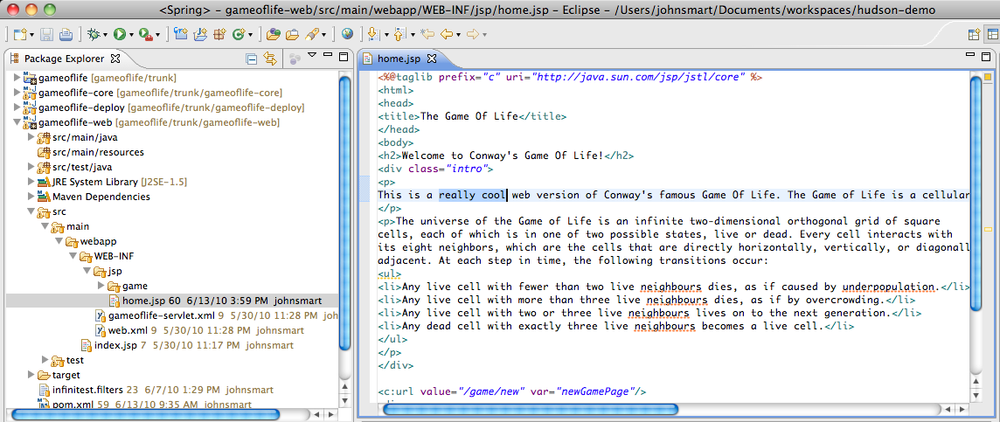 <Spring> - gameoflife-web/src/main/webapp/WEB-INF/jsp/home.jsp - Eclipse - /Users/johnsmart/Documents/workspaces/hudson-demo
Package Explorer
gameoflife [gameoflife/trunk]
gameoflife-core [gameoflife/trunk/gameoflife-core]
gameoflife-deploy [gameoflife/trunk/gameoflife-deploy]
gameoflife-web [gameoflife/trunk/gameoflife-web]
src/main/java
src/main/resources
src/test/java
JRE System Library [J2SE-1.5]
Maven Dependencies
src
main
webapp
WEB-INF
jsp
game
home.jsp 60 6/13/10 3:59 PM johnsmart
gameoflife-servlet.xml 9 5/30/10 11:28 PM johnsmart
web.xml 9 5/30/10 11:28 PM johnsmart
index.jsp 7 5/30/10 11:17 PM johnsmart
test
target
infinitest.filters 23 6/7/10 1:29 PM johnsmart
pom.xml 59 6/13/10 9:35 AM johnsmart
home.jsp
<%@taglib prefix="c" uri="http://java.sun.com/jsp/jstl/core" %>
<html>
<head>
<title>The Game Of Life</title>
</head>
<body>
<h2>Welcome to Conway's Game Of Life!</h2>
<div class="intro">
<p>
This is a really cool web version of Conway's famous Game Of Life. The Game of Life is a cellular
</p>
<p>The universe of the Game of Life is an infinite two-dimensional orthogonal grid of square
cells, each of which is in one of two possible states, live or dead. Every cell interacts with
its eight neighbors, which are the cells that are directly horizontally, vertically, or diagonall
adjacent. At each step in time, the following transitions occur:
<ul>
<li>Any live cell with fewer than two live neighbours dies, as if caused by underpopulation.</li>
<li>Any live cell with more than three live neighbours dies, as if by overcrowding.</li>
<li>Any live cell with two or three live neighbours lives on to the next generation.</li>
<li>Any dead cell with exactly three live neighbours becomes a live cell.</li>
</ul>
</p>
</div>
<c:url value="/game/new" var="newGamePage"/>